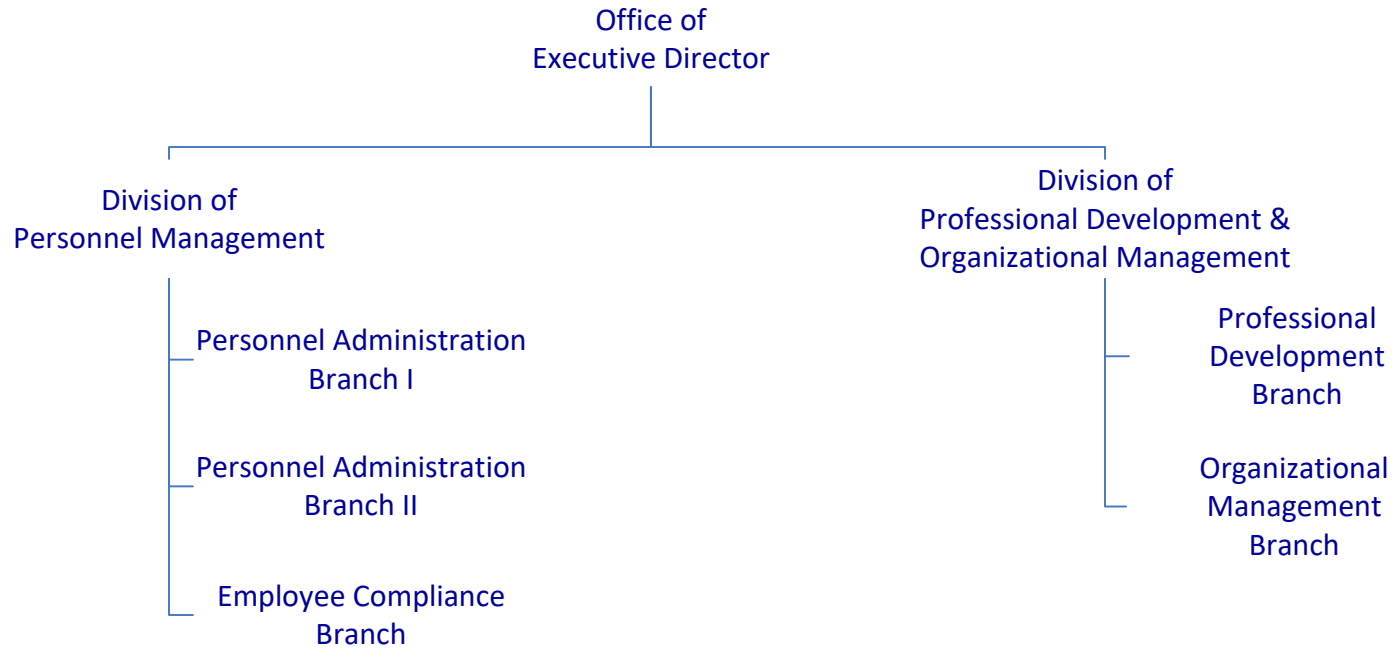 Office of
Executive Director
Division of
Personnel Management
Division of
Professional Development &
Organizational Management
Personnel Administration
Branch I
Personnel Administration
Branch II
Employee Compliance
Branch
Professional
Development
Branch
Organizational
Management
Branch